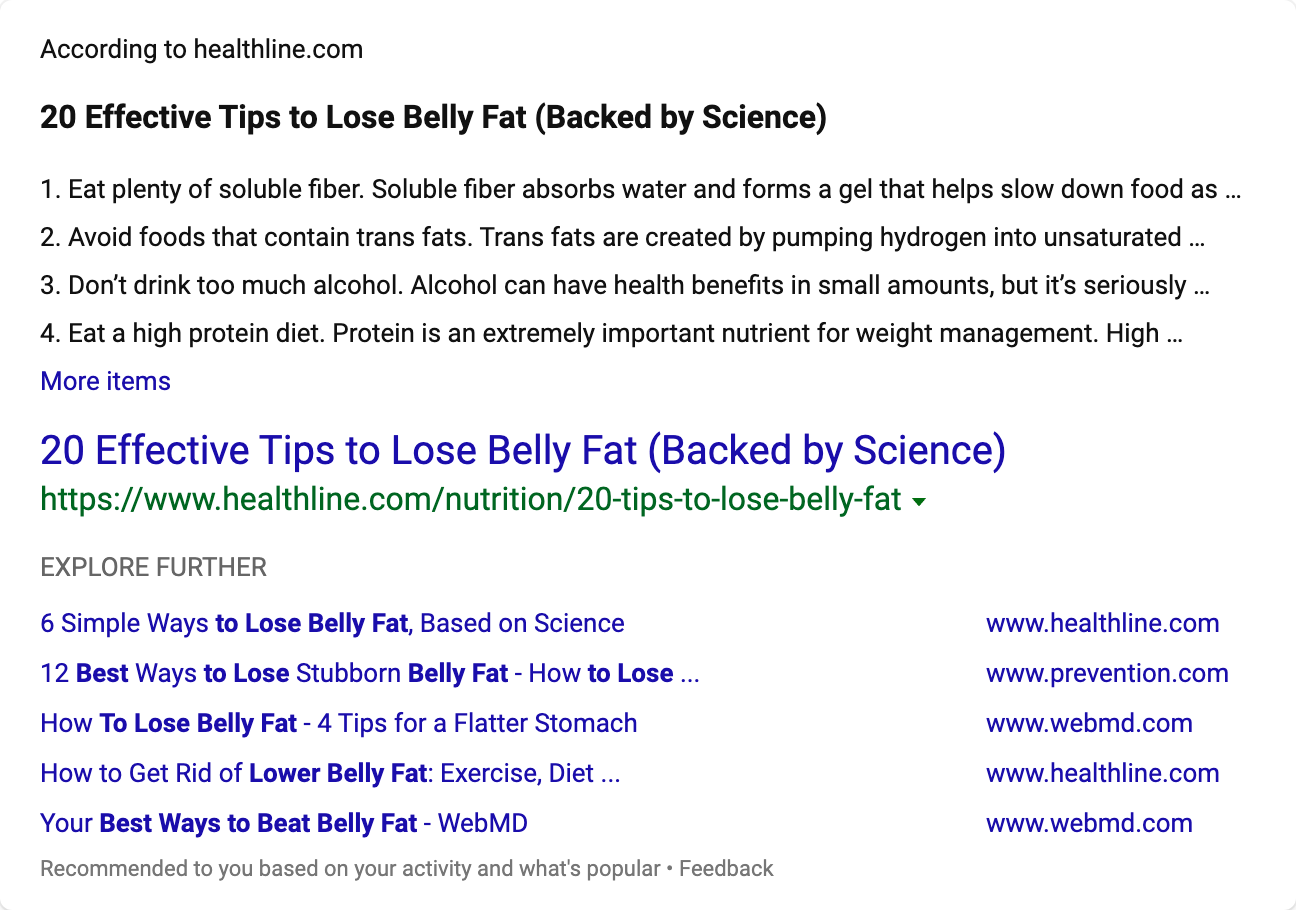 According to healthline.com
20 Effective Tips to Lose Belly Fat (Backed by Science)
1. Eat plenty of soluble fiber. Soluble fiber absorbs water and forms a gel that helps slow down food as ...
2. Avoid foods that contain trans fats. Trans fats are created by pumping hydrogen into unsaturated ...
3. Don’t drink too much alcohol. Alcohol can have health benefits in small amounts, but it’s seriously ...
4. Eat a high protein diet. Protein is an extremely important nutrient for weight management. High ...
More items
20 Effective Tips to Lose Belly Fat (Backed by Science)
https://www.healthline.com/nutrition/20-tips-to-lose-belly-fat
EXPLORE FURTHER
6 Simple Ways to Lose Belly Fat, Based on Science www.healthline.com
12 Best Ways to Lose Stubborn Belly Fat - How to Lose ... www.prevention.com
How To Lose Belly Fat - 4 Tips for a Flatter Stomach www.webmd.com
How to Get Rid of Lower Belly Fat: Exercise, Diet ... www.healthline.com
Your Best Ways to Beat Belly Fat - WebMD www.webmd.com
Recommended to you based on your activity and what's popular • Feedback